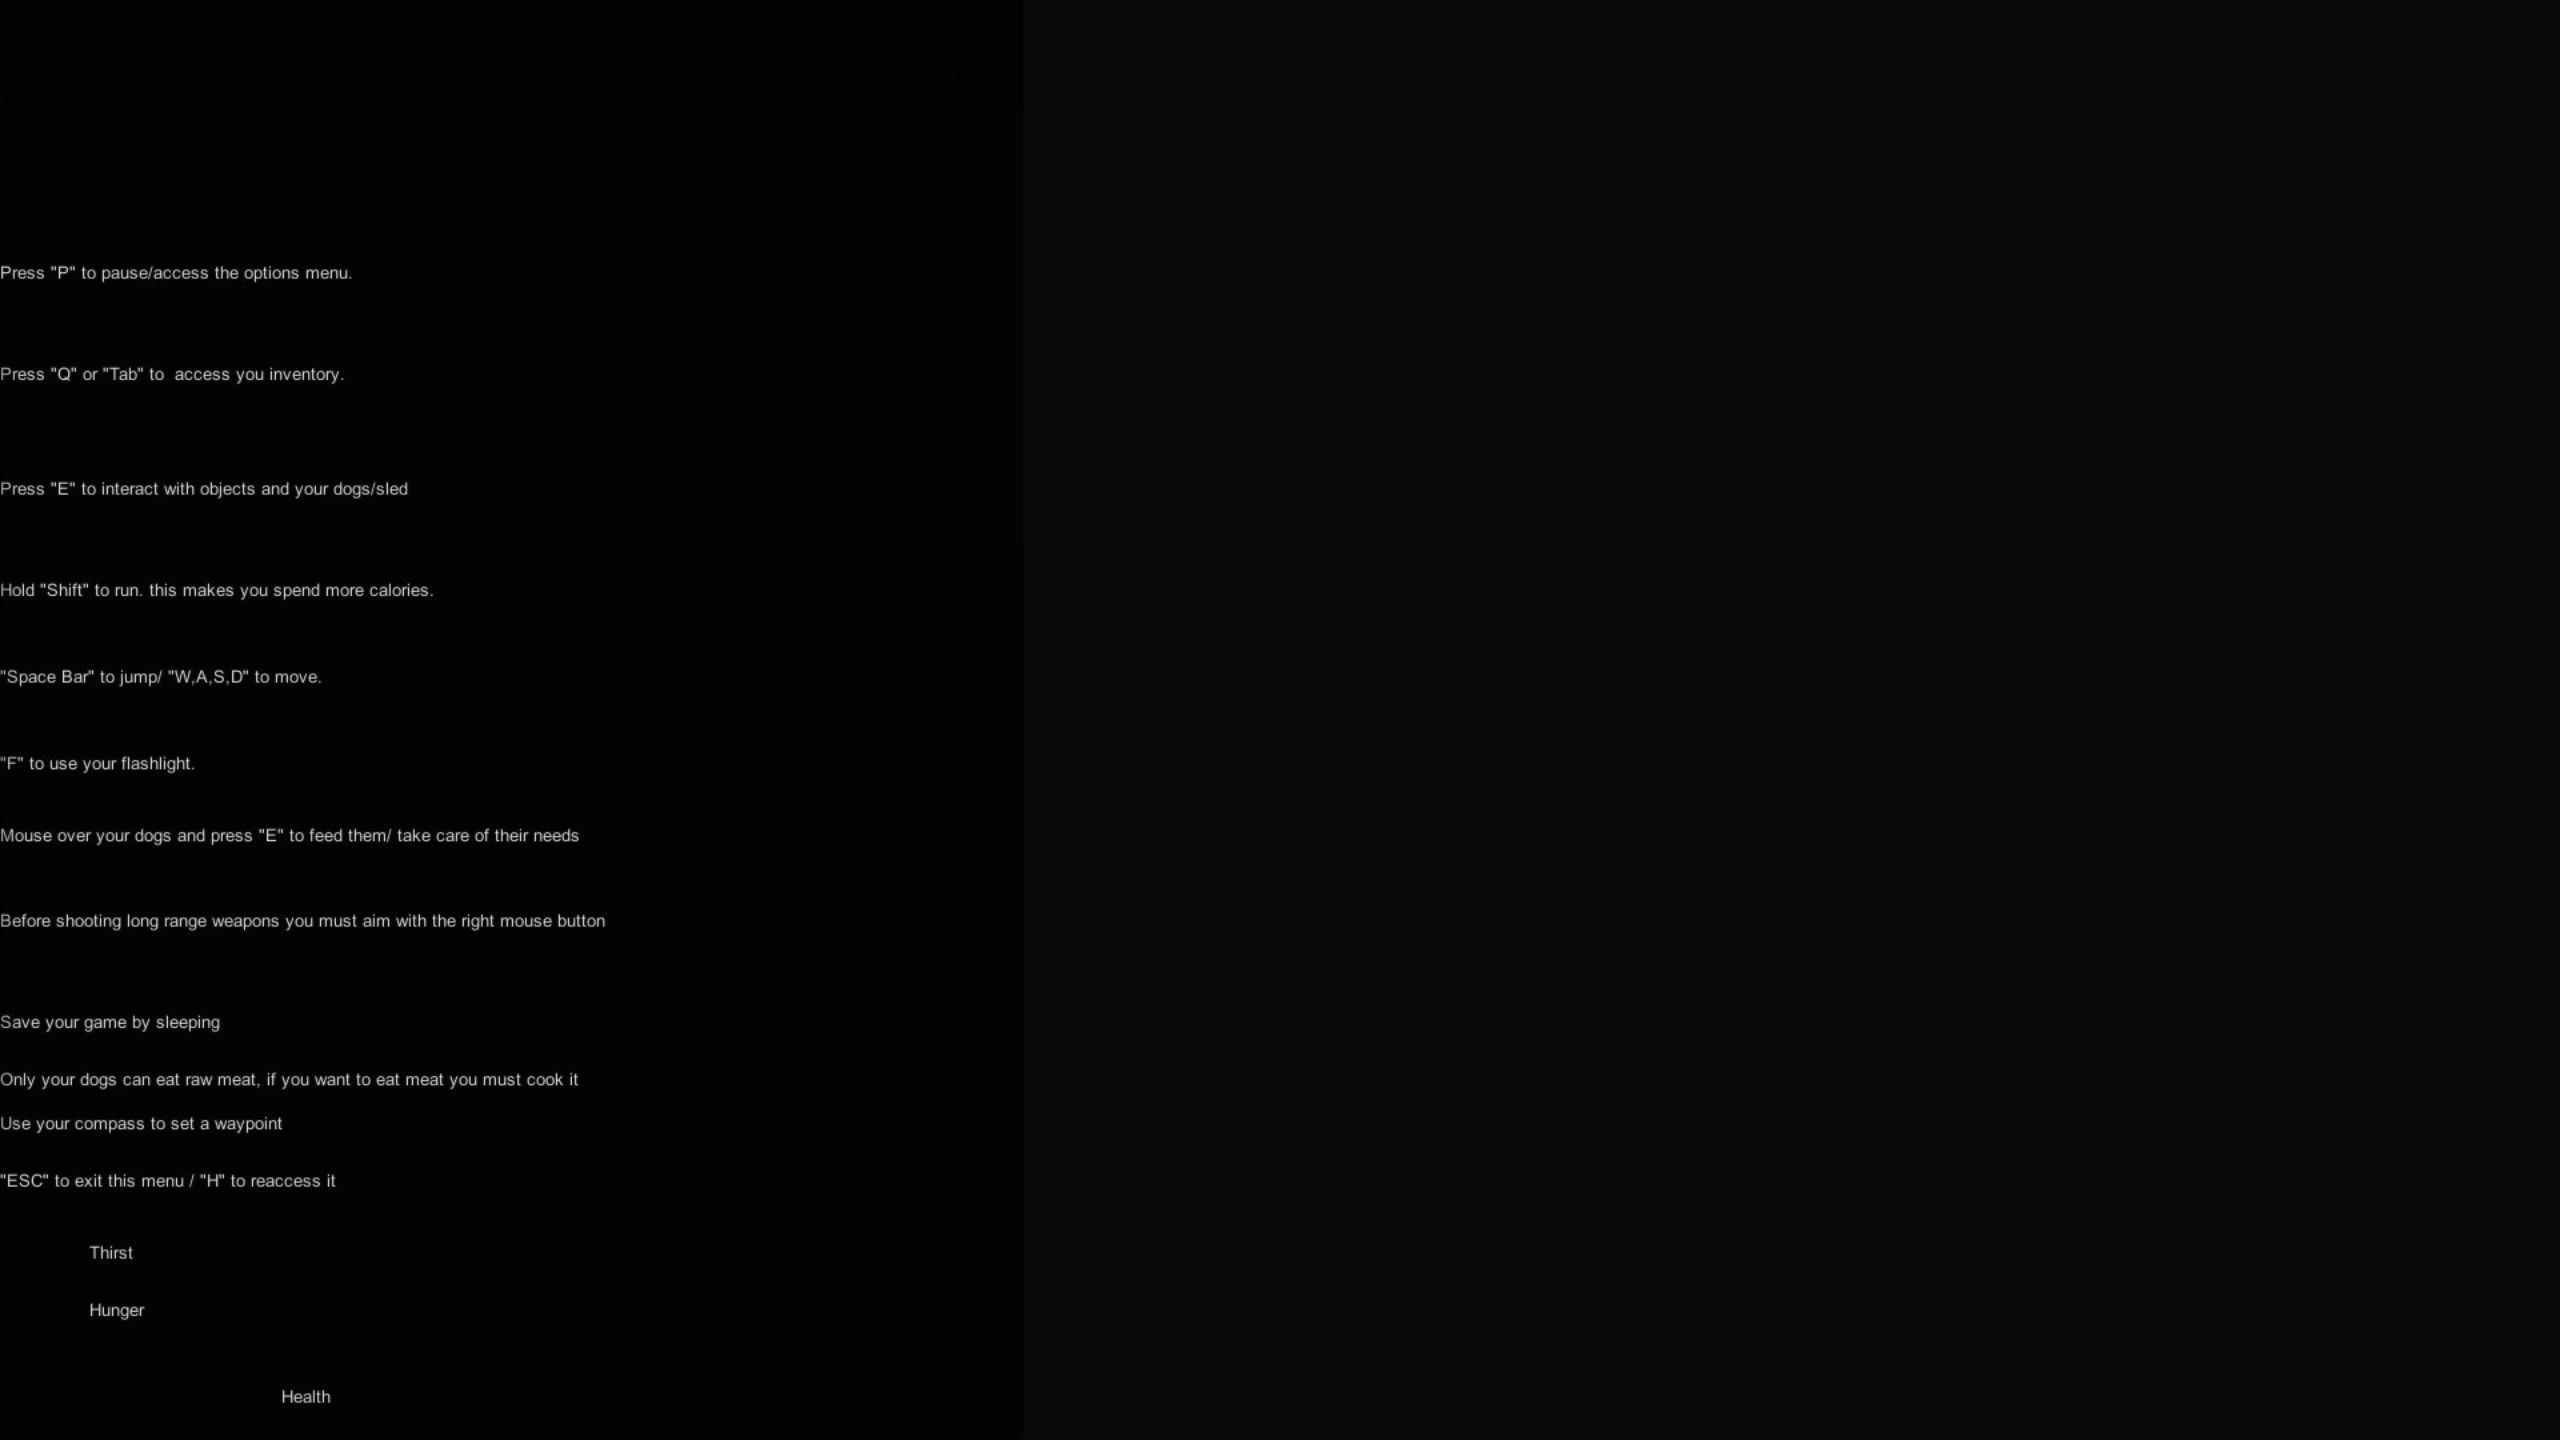 Press "P" to pause/access the options menu.
Press "Q" or "Tab" to  access you inventory.
Press "E" to interact with objects and your dogs/sled
Hold "Shift" to run. this makes you spend more calories.
"Space Bar" to jump/ "W,A,S,D" to move.
"F" to use your flashlight.
Mouse over your dogs and press "E" to feed them/ take care of their needs
Before shooting long range weapons you must aim with the right mouse button
Save your game by sleeping
Only your dogs can eat raw meat, if you want to eat meat you must cook it
Use your compass to set a waypoint
"ESC" to exit this menu / "H" to reaccess it
Thirst
Hunger
Health